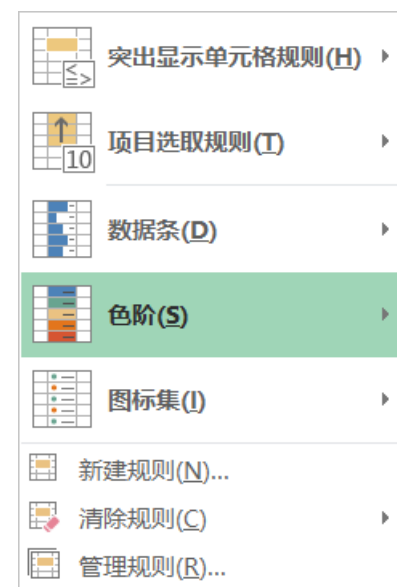 突出显示单元格规则(H)
项目选取规则(T)
10
数据条(D)
色阶(S)
图标集(I)
新建规则(N)...
清除规则(C)
管理规则(R)...